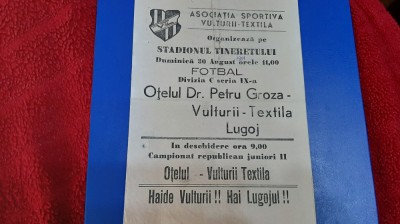 ASOCIAȚIA SPORTIVA
VULTURII-TEXTILA
Organizează pe
STADIONUL TINERETULUI
Duminică 30 August orele 11,00
FOTBAL
Divizia C seria IX-a
Oțelul Dr. Petru Groza -
Vulturii-Textila
Lugoj
In deschidere ora 9,00
Campionat republican juniori II
Oțelul - Vulturii Textila
Haide Vulturii !! Hai Lugojul !!